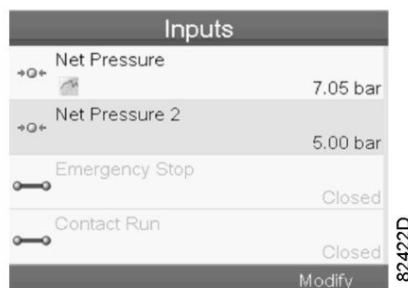 Inputs
Net Pressure
7.05 bar
Net Pressure 2
5.00 bar
Emergency Stop
Closed
Contact Run
Closed
Modify
82422D